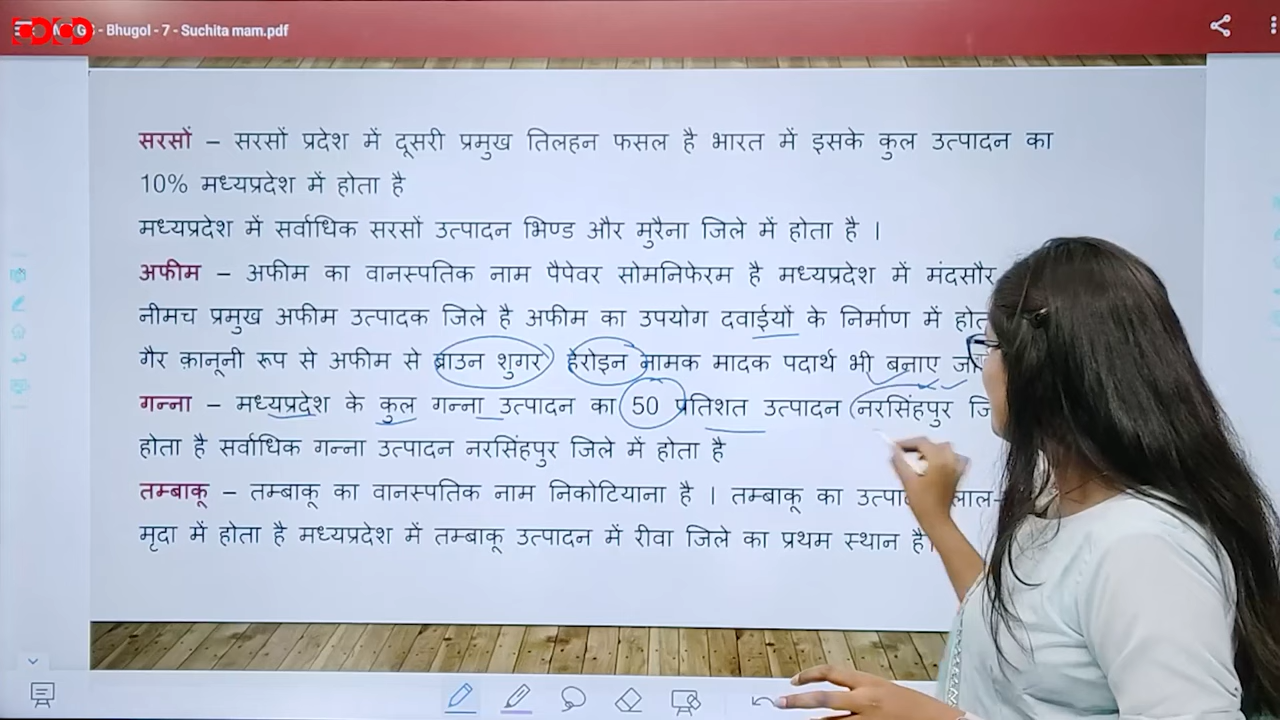 - Bhugol - 7 - Suchita mam.pdf
सरसों – सरसों प्रदेश में दूसरी प्रमुख तिलहन फसल है भारत में इसके कुल उत्पादन का
10% मध्यप्रदेश में होता है
मध्यप्रदेश में सर्वाधिक सरसों उत्पादन भिण्ड और मुरैना जिले में होता है ।
अफीम – अफीम का वानस्पतिक नाम पैपेवर सोमनिफेरम है मध्यप्रदेश में मंदसौर
नीमच प्रमुख अफीम उत्पादक जिले है अफीम का उपयोग दवाईयों के निर्माण में
गैर क़ानूनी रूप से अफीम से ब्राउन शुगर हेरोइन नामक मादक पदार्थ भी बनाए
गन्ना – मध्यप्रदेश के कुल गन्ना उत्पादन का 50 प्रतिशत उत्पादन नरसिंहपुर
होता है सर्वाधिक गन्ना उत्पादन नरसिंहपुर जिले में होता है
तम्बाकू – तम्बाकू का वानस्पतिक नाम निकोटियाना है । तम्बाकू का लाल-
मृदा में होता है मध्यप्रदेश में तम्बाकू उत्पादन में रीवा जिले का प्रथम स्थान है।